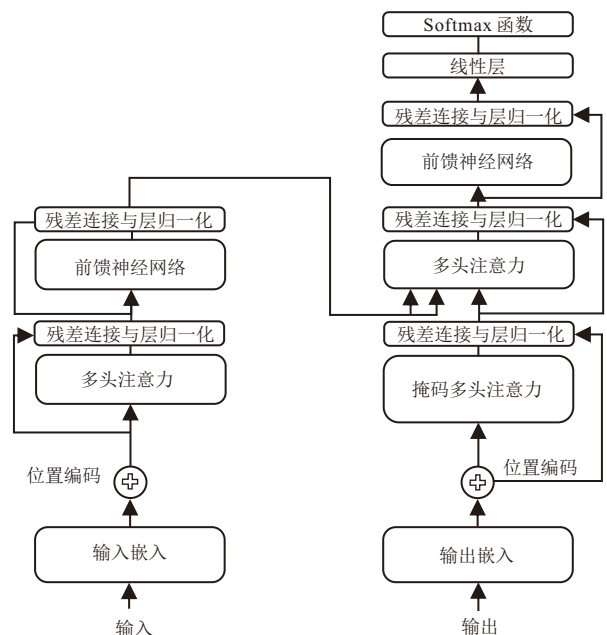 Softmax 函数
线性层
残差连接与层归一化
前馈神经网络
残差连接与层归一化
多头注意力
残差连接与层归一化
掩码多头注意力
位置编码
输出嵌入
输出
残差连接与层归一化
前馈神经网络
残差连接与层归一化
多头注意力
位置编码
输入嵌入
输入